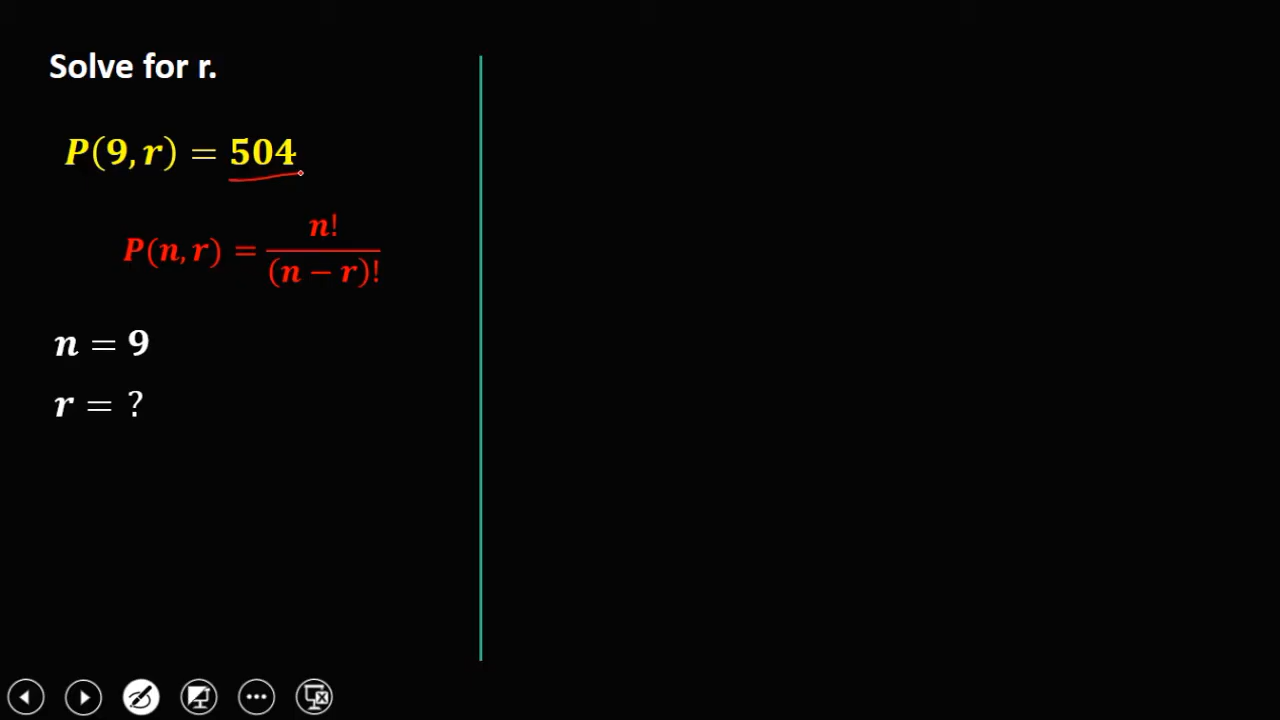 Solve for r.
P(9, r) = 504
P(n, r) = n! / (n − r)!
n = 9
r = ?